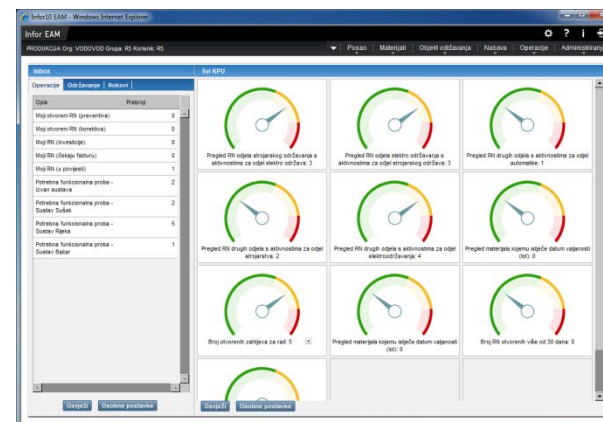 Infor10 EAM - Windows Internet Explorer
Infor EAM
PRODUKCIJA Org: VODOVOD Grupa: R5 Korisnik: R5
Posao | Materijali | Objekt održavanja | Nabava | Operacije | Administriranje
Inbox
Operacije | Održavanje | Rokovi
Opis Prebroji
Moji otvoreni RN (preventiva) 0
Moji otvoreni RN (korektiva) 0
Moji RN (investicije) 0
Moji RN (čekaju fakturu) 0
Moji RN (u povijesti) 1
Potrebna funkcionalna proba -
izvan sustava 2
Potrebna funkcionalna proba -
Sustav Sušak 2
Potrebna funkcionalna proba -
Sustav Rijeka 5
Potrebna funkcionalna proba -
Sustav Bakar 1
Osvježi Osobne postavke
Svi KPU
Pregled RN odjela strojarskog održavanja s
aktivnostima za odjel elektro održava: 3
Pregled RN odjela elektro održavanja s
aktivnostima za odjel strojarskog održava: 3
Pregled RN drugih odjela s aktivnostima za odjel
automatike: 1
Pregled RN drugih odjela s aktivnostima za odjel
strojarstva: 2
Pregled RN drugih odjela s aktivnostima za odjel
elektroodržavanja: 4
Pregled materijala kojemu istječe datum valjanosti
(lot): 0
Broj otvorenih zahtjeva za rad: 5
Pregled materijala kojemu istječe datum valjanosti
(lot): 0
Broj RN otvorenih više od 30 dana: 8
Osvježi Osobne postavke